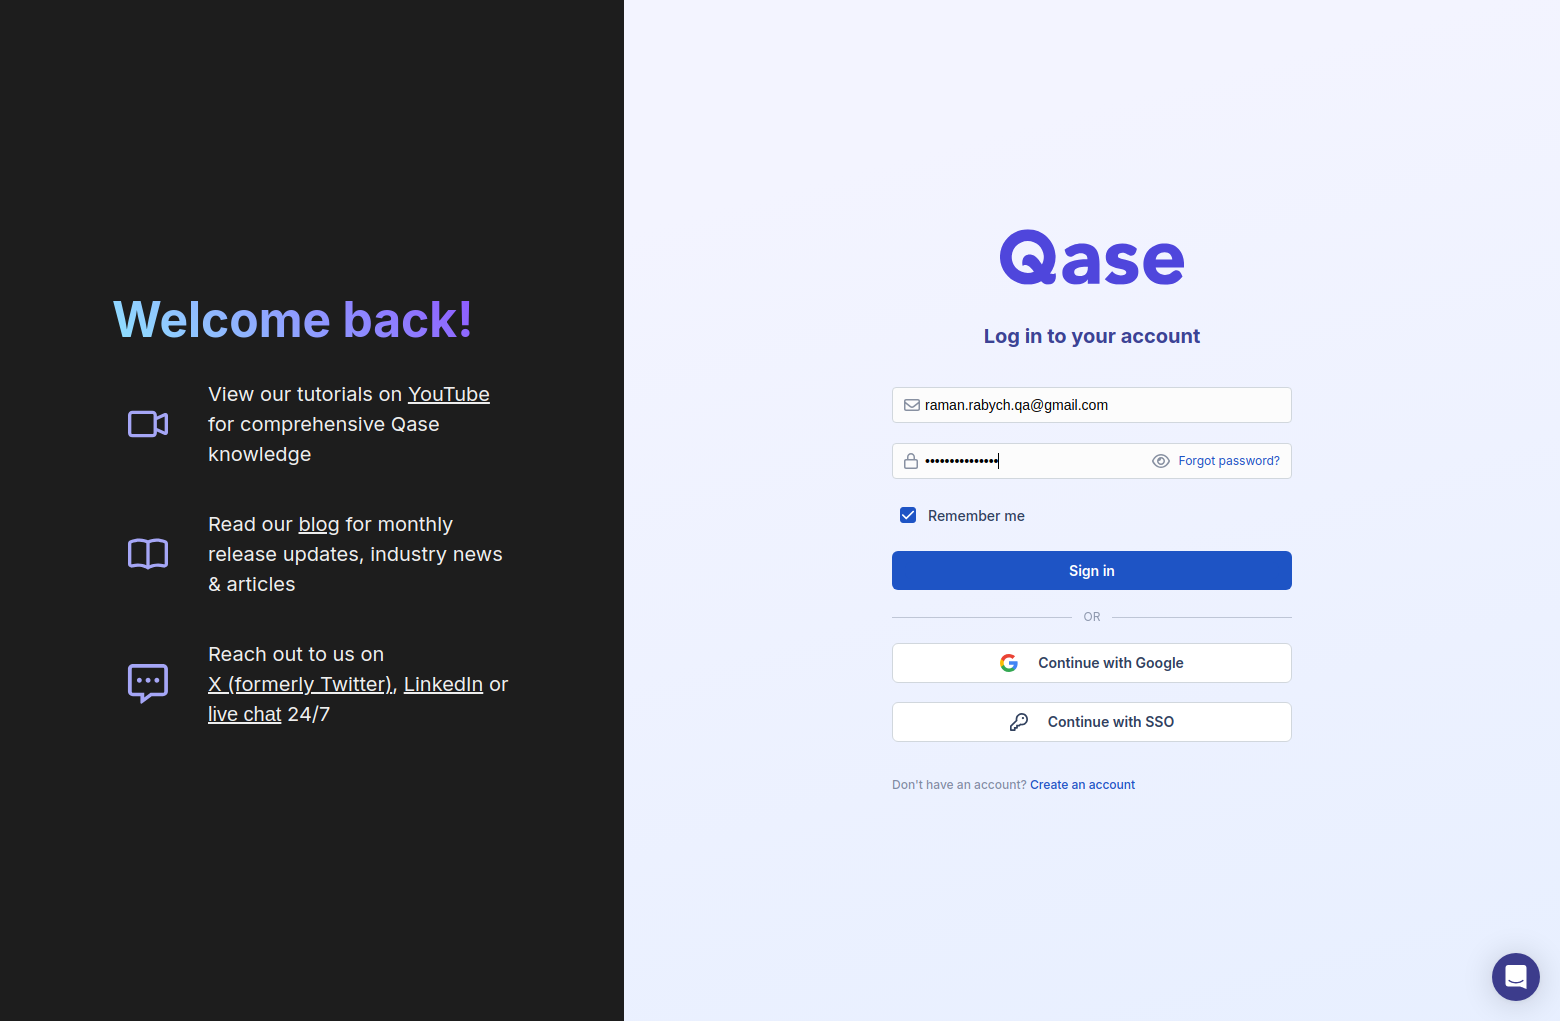 Welcome back!
View our tutorials on YouTube
for comprehensive Qase
knowledge
Read our blog for monthly
release updates, industry news
& articles
Reach out to us on
X (formerly Twitter), LinkedIn or
live chat 24/7
Qase
Log in to your account
raman.rabych.qa@gmail.com
•••••••••••••••
Forgot password?
Remember me
Sign in
OR
Continue with Google
Continue with SSO
Don't have an account? Create an account